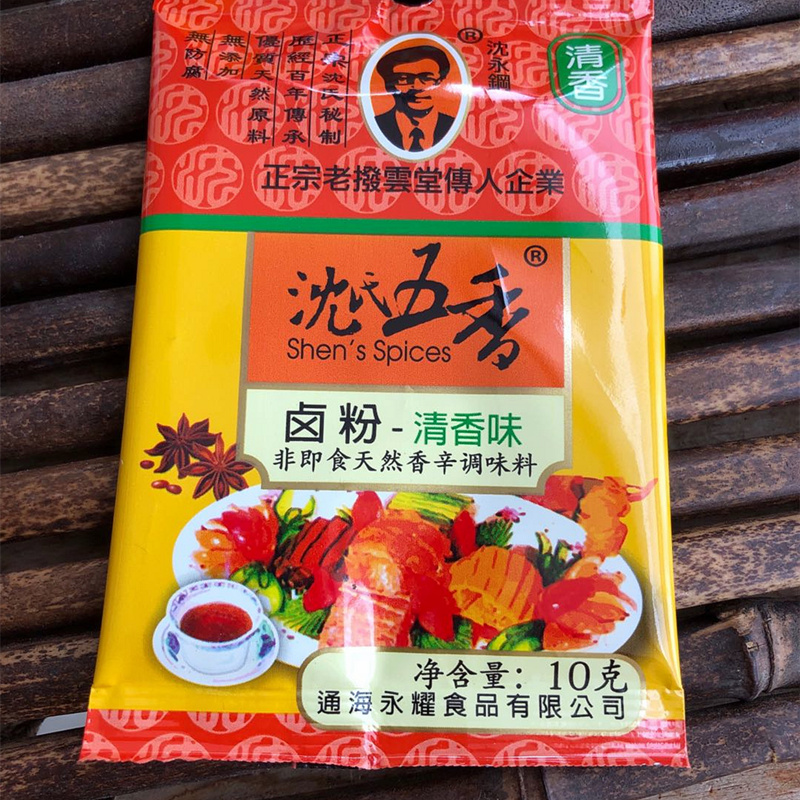 正宗沈氏秘制
歷經百年傳承
優質天然原料
無添加
無防腐
®
沈永鋼
清香
正宗老撥雲堂傳人企業
沈氏五香®
Shen's Spices
卤粉-清香味
非即食天然香辛调味料
净含量：10克
通海永耀食品有限公司